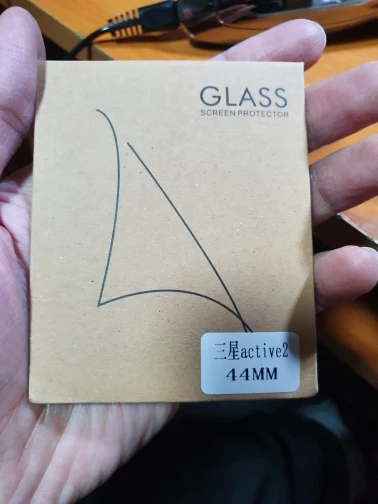 GLASS
SCREEN PROTECTOR
三星active2
44MM